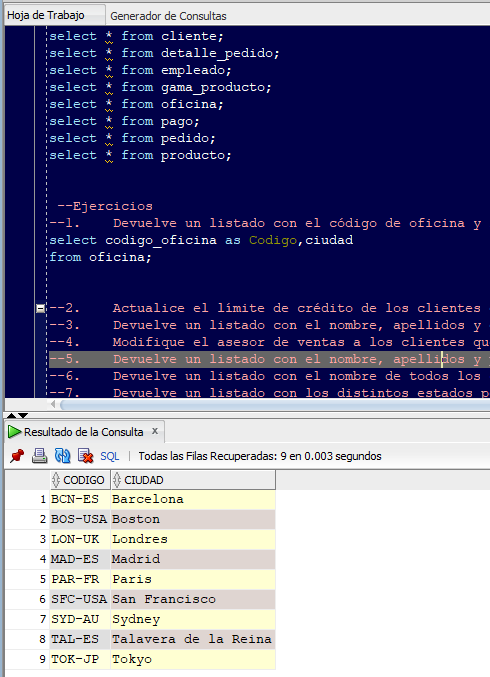 Hoja de Trabajo Generador de Consultas
select * from cliente;
select * from detalle_pedido;
select * from empleado;
select * from gama_producto;
select * from oficina;
select * from pago;
select * from pedido;
select * from producto;
--Ejercicios
--1. Devuelve un listado con el código de oficina y
select codigo_oficina as Codigo,ciudad
from oficina;
--2. Actualice el límite de crédito de los clientes
--3. Devuelve un listado con el nombre, apellidos y
--4. Modifique el asesor de ventas a los clientes qu
--5. Devuelve un listado con el nombre, apellidos y
--6. Devuelve un listado con el nombre de todos los
--7. Devuelve un listado con los distintos estados p
Resultado de la Consulta x
SQL | Todas las Filas Recuperadas: 9 en 0.003 segundos
CODIGO CIUDAD
1 BCN-ES Barcelona
2 BOS-USA Boston
3 LON-UK Londres
4 MAD-ES Madrid
5 PAR-FR Paris
6 SFC-USA San Francisco
7 SYD-AU Sydney
8 TAL-ES Talavera de la Reina
9 TOK-JP Tokyo